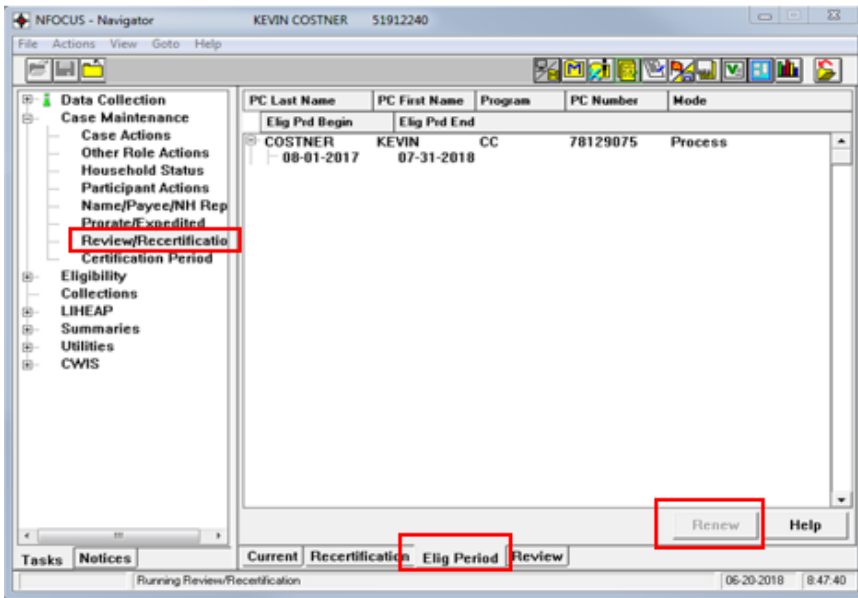 NFOCUS - Navigator KEVIN COSTNER 51912240
File Actions View Goto Help
Data Collection
Case Maintenance
Case Actions
Other Role Actions
Household Status
Participant Actions
Name/Payee/NH Rep
Prorate/Expedited
Review/Recertificatio
Certification Period
Eligibility
Collections
LIHEAP
Summaries
Utilities
CWIS
PC Last Name PC First Name Program PC Number Mode
Elig Prd Begin Elig Prd End
COSTNER KEVIN CC 78129075 Process
08-01-2017 07-31-2018
Renew Help
Tasks Notices
Current Recertification Elig Period Review
Running Review/Recertification 06-20-2018 8:47:40